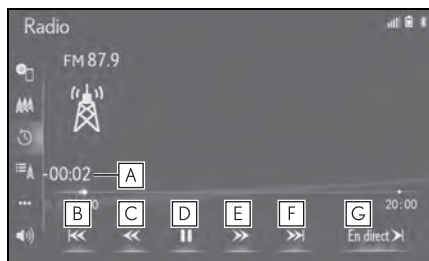 Radio
FM 87.9
-00:02 A
20:00
B C D E F G
En direct